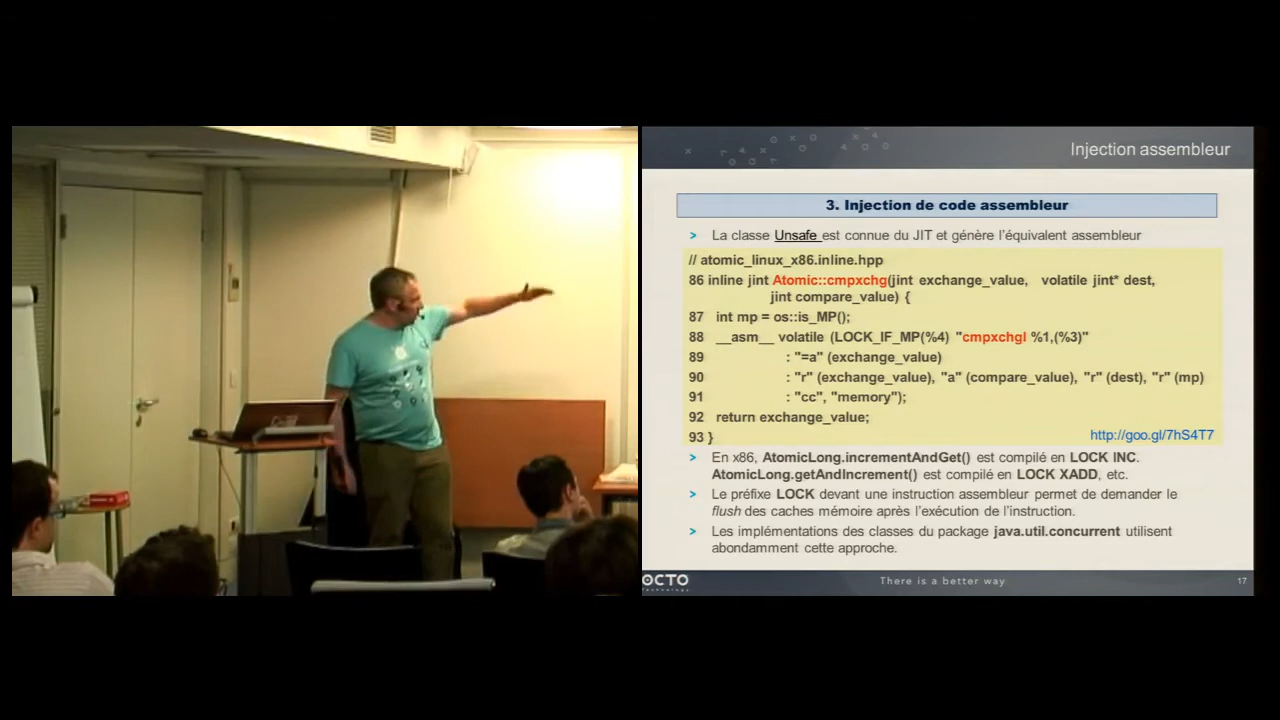 Injection assembleur
3. Injection de code assembleur
> La classe Unsafe est connue du JIT et génère l'équivalent assembleur
// atomic_linux_x86.inline.hpp
86 inline jint Atomic::cmpxchg(jint exchange_value, volatile jint* dest,
jint compare_value) {
87 int mp = os::is_MP();
88 __asm__ volatile (LOCK_IF_MP(%4) "cmpxchgl %1,(%3)"
89 : "=a" (exchange_value)
90 : "r" (exchange_value), "a" (compare_value), "r" (dest), "r" (mp)
91 : "cc", "memory");
92 return exchange_value;
93 }
http://goo.gl/7hS4T7
> En x86, AtomicLong.incrementAndGet() est compilé en LOCK INC.
AtomicLong.getAndIncrement() est compilé en LOCK XADD, etc.
> Le préfixe LOCK devant une instruction assembleur permet de demander le
flush des caches mémoire après l'exécution de l'instruction.
> Les implémentations des classes du package java.util.concurrent utilisent
abondamment cette approche.
OCTO
Technology
There is a better way
17